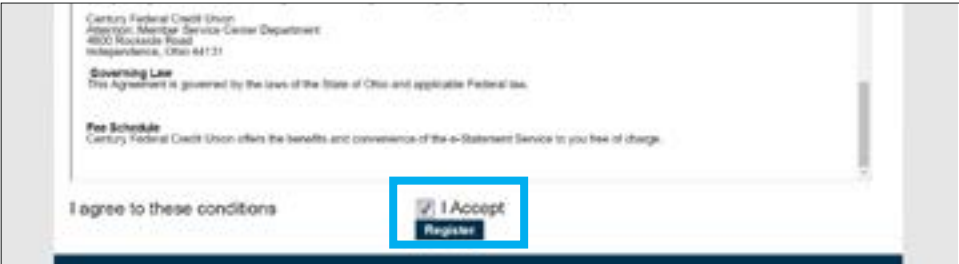 Century Federal Credit Union
Attention: Member Service Center Department
4600 Rockside Road
Independence, Ohio 44131
Governing Law
This Agreement is governed by the laws of the State of Ohio and applicable Federal law.
Fee Schedule
Century Federal Credit Union offers the benefits and convenience of the e-Statement Service to you free of charge.
I agree to these conditions
I Accept
Register